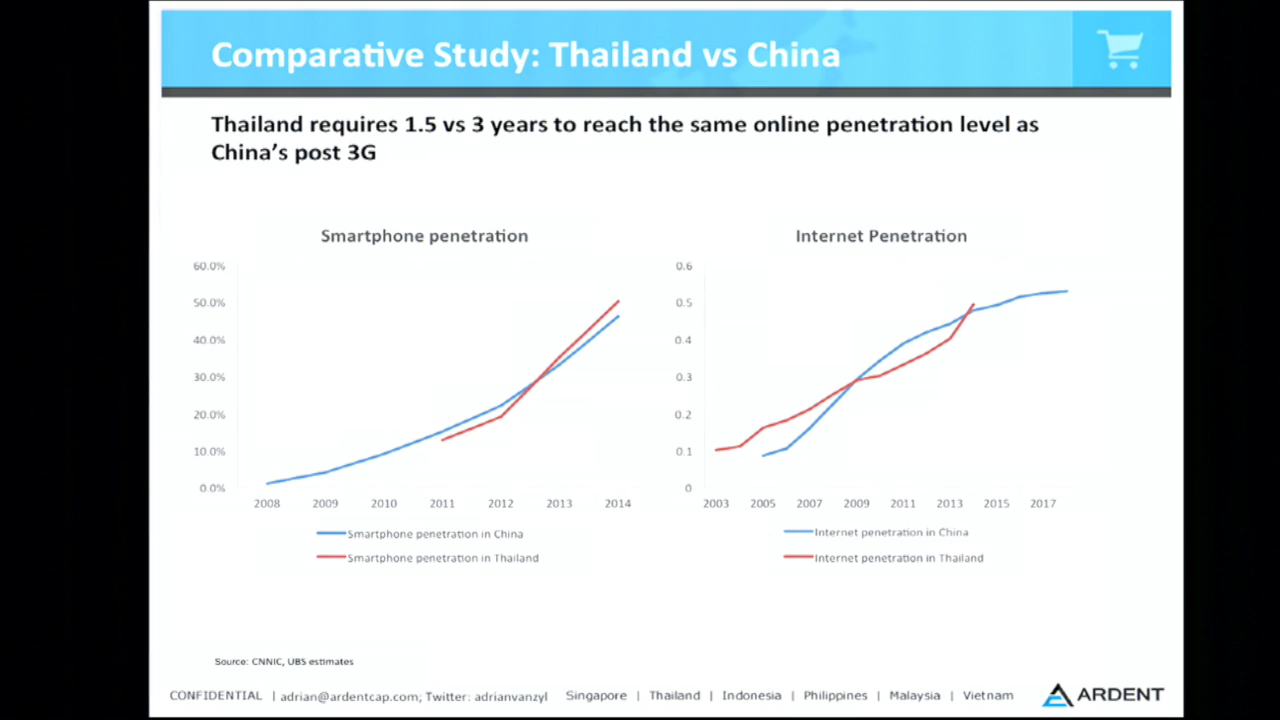 Comparative Study: Thailand vs China
Thailand requires 1.5 vs 3 years to reach the same online penetration level as
China's post 3G
Smartphone penetration
60.0%
50.0%
40.0%
30.0%
20.0%
10.0%
0.0%
2008 2009 2010 2011 2012 2013 2014
Smartphone penetration in China
Smartphone penetration in Thailand
Internet Penetration
0.6
0.5
0.4
0.3
0.2
0.1
0
2003 2005 2007 2009 2011 2013 2015 2017
Internet penetration in China
Internet penetration in Thailand
Source: CNNIC, UBS estimates
CONFIDENTIAL | adrian@ardentcap.com; Twitter: adrianvanzyl Singapore | Thailand | Indonesia | Philippines | Malaysia | Vietnam
ARDENT